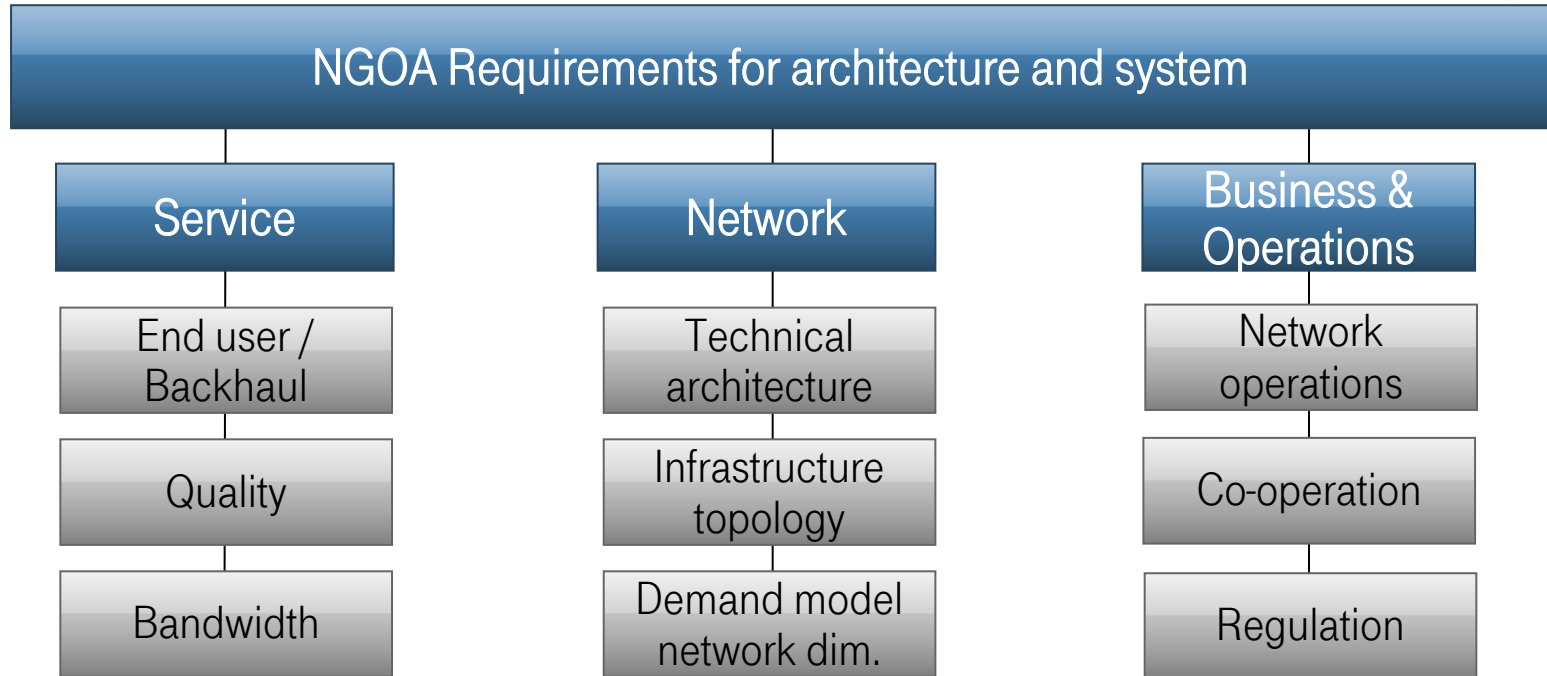 NGOA Requirements for architecture and system
Service
Network
Business &
Operations
End user /
Backhaul
Technical
architecture
Network
operations
Quality
Infrastructure
topology
Co-operation
Bandwidth
Demand model
network dim.
Regulation